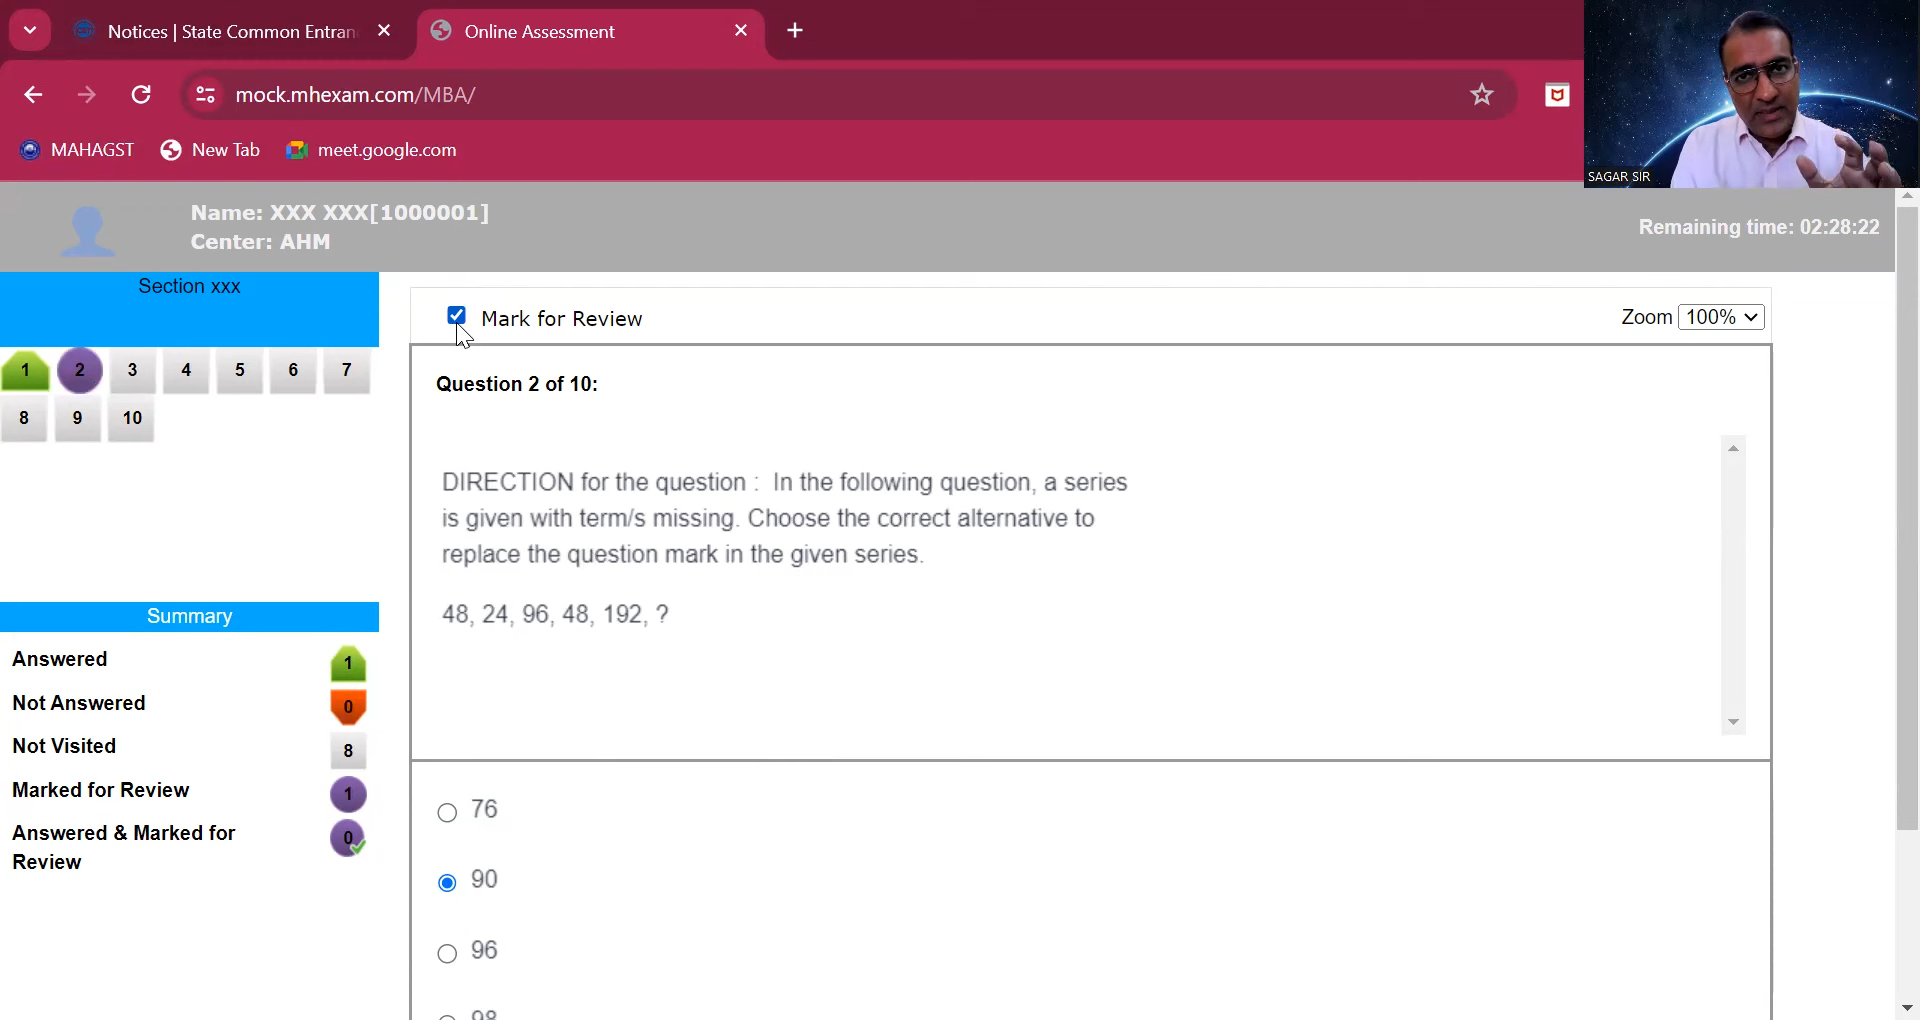 Notices | State Common Entran
Online Assessment
mock.mhexam.com/MBA/
MAHAGST
New Tab
meet.google.com
SAGAR SIR
Name: XXX XXX[1000001]
Center: AHM
Remaining time: 02:28:22
Section xxx
Mark for Review
Zoom 100%
1 2 3 4 5 6 7
8 9 10
Question 2 of 10:
DIRECTION for the question : In the following question, a series
is given with term/s missing. Choose the correct alternative to
replace the question mark in the given series.
48, 24, 96, 48, 192, ?
Summary
Answered 1
Not Answered 0
Not Visited 8
Marked for Review 1
Answered & Marked for
Review 0
76
90
96
98